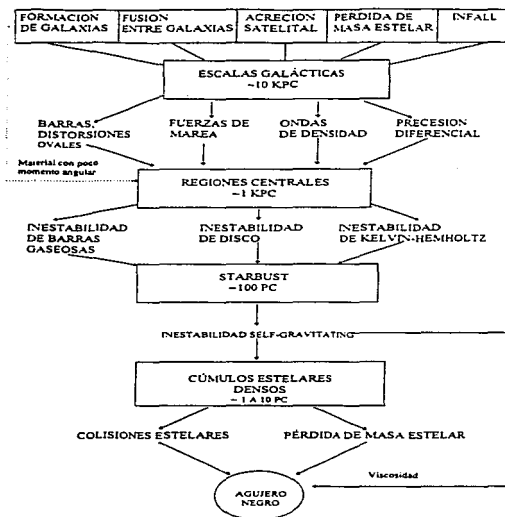 FORMACION
DE GALAXIAS
FUSION
ENTRE GALAXIAS
ACRECIÓN
SATELITAL
PERDIDA DE
MASA ESTELAR
INFALL
ESCALAS GALÁCTICAS
~10 KPC
BARRAS,
DISTORSIONES
OVALES
FUERZAS DE
MAREA
ONDAS
DE DENSIDAD
PRECESION
DIFERENCIAL
Material con poco
momento angular
REGIONES CENTRALES
~1 KPC
INESTABILIDAD
DE BARRAS
GASEOSAS
INESTABILIDAD
DE DISCO
INESTABILIDAD
DE KELVIN-HEMHOLTZ
STARBUST
~100 PC
INESTABILIDAD SELF-GRAVITATING
CÚMULOS ESTELARES
DENSOS
~ 1 A 10 PC
COLISIONES ESTELARES
PÉRDIDA DE MASA ESTELAR
Viscosidad
AGUJERO
NEGRO